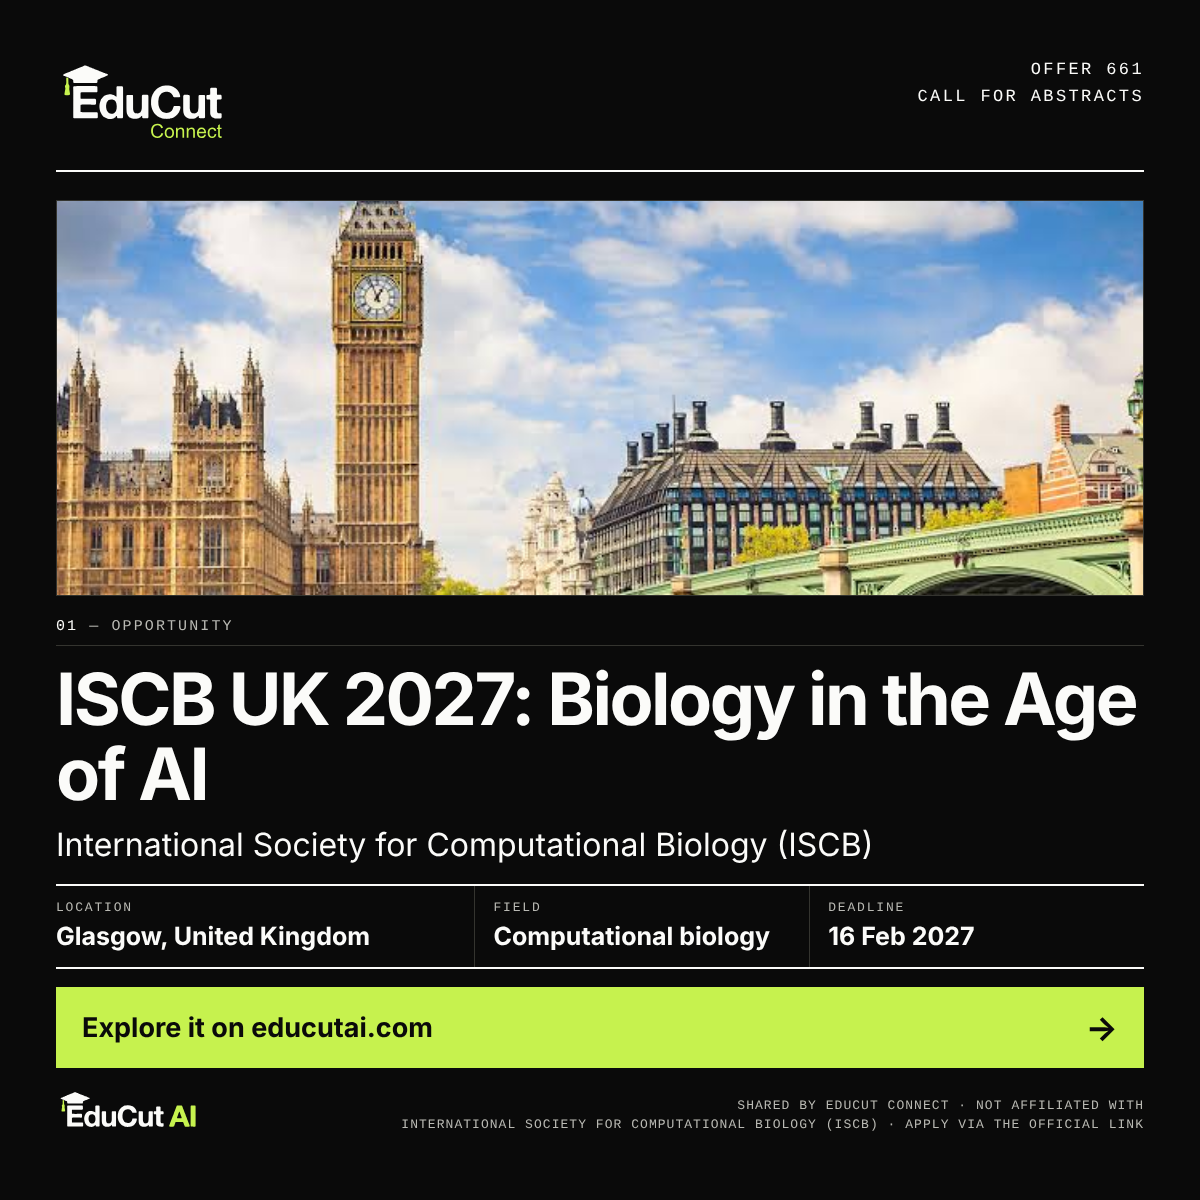 EduCut
Connect
OFFER 661
CALL FOR ABSTRACTS
01 — OPPORTUNITY
ISCB UK 2027: Biology in the Age
of AI
International Society for Computational Biology (ISCB)
LOCATION
Glasgow, United Kingdom
FIELD
Computational biology
DEADLINE
16 Feb 2027
Explore it on educutai.com →
EduCut AI
SHARED BY EDUCUT CONNECT · NOT AFFILIATED WITH
INTERNATIONAL SOCIETY FOR COMPUTATIONAL BIOLOGY (ISCB) · APPLY VIA THE OFFICIAL LINK